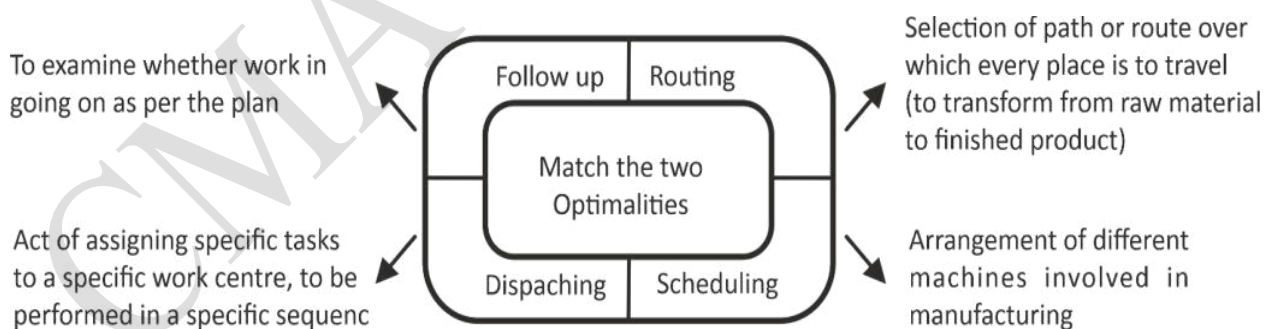 To examine whether work in
going on as per the plan
Act of assigning specific tasks
to a specific work centre, to be
performed in a specific sequenc
Follow up
Routing
Match the two
Optimalities
Dispaching
Scheduling
Selection of path or route over
which every place is to travel
(to transform from raw material
to finished product)
Arrangement of different
machines involved in
manufacturing
CMA